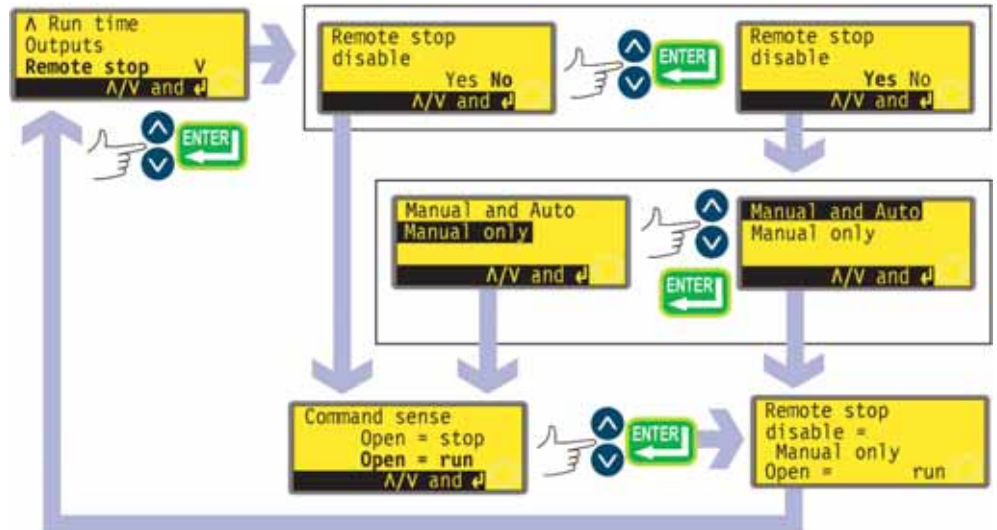 Λ Run time
Outputs
Remote stop V
Λ/V and ↲
ENTER
Remote stop
disable
Yes No
Λ/V and ↲
ENTER
Remote stop
disable
Yes No
Λ/V and ↲
Manual and Auto
Manual only
Λ/V and ↲
ENTER
Manual and Auto
Manual only
Λ/V and ↲
Command sense
Open = stop
Open = run
Λ/V and ↲
ENTER
Remote stop
disable =
Manual only
Open = run